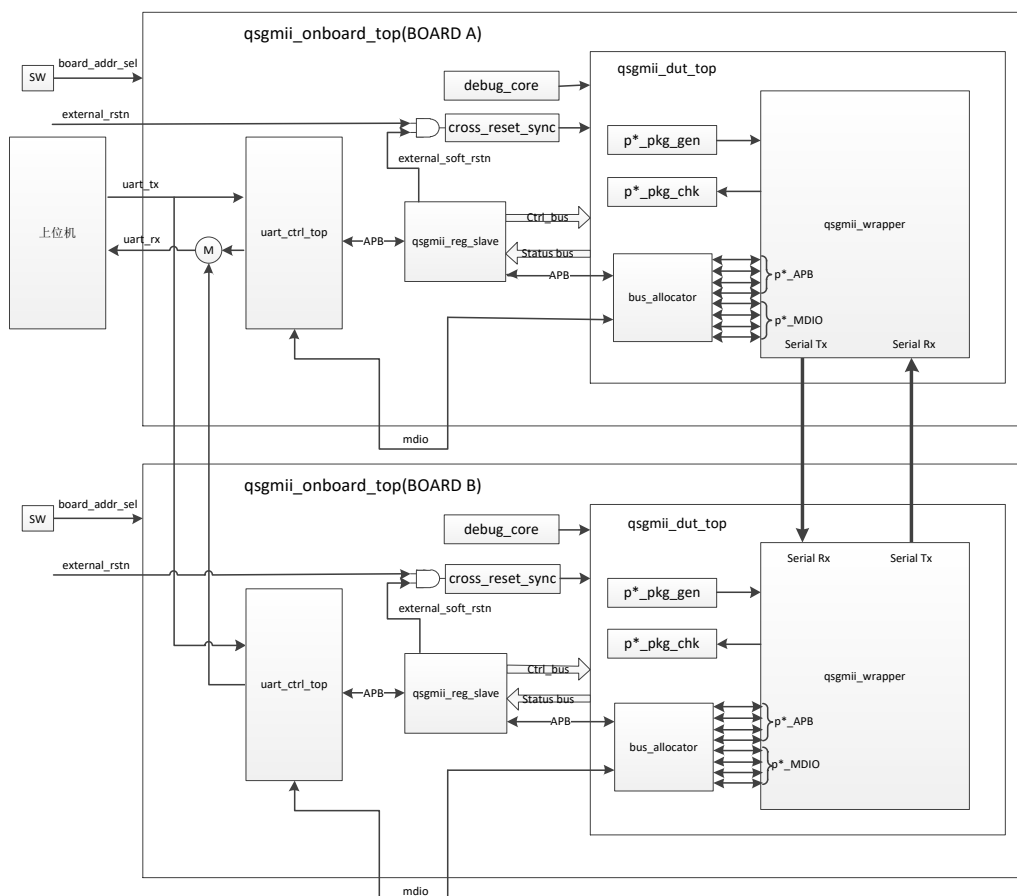 qsgmii_onboard_top(BOARD A)
board_addr_sel
SW
qsgmii_dut_top
debug_core
external_rstn
cross_reset_sync
p*_pkg_gen
external_soft_rstn
uart_tx
p*_pkg_chk
上位机
uart_ctrl_top
qsgmii_reg_slave
Ctrl_bus
qsgmii_wrapper
uart_rx
M
APB
Status bus
APB
p*_APB
bus_allocator
p*_MDIO
Serial Tx
Serial Rx
mdio
qsgmii_onboard_top(BOARD B)
board_addr_sel
SW
qsgmii_dut_top
debug_core
Serial Rx
Serial Tx
external_rstn
cross_reset_sync
p*_pkg_gen
external_soft_rstn
p*_pkg_chk
uart_ctrl_top
qsgmii_reg_slave
Ctrl_bus
qsgmii_wrapper
APB
Status bus
APB
p*_APB
bus_allocator
p*_MDIO
mdio